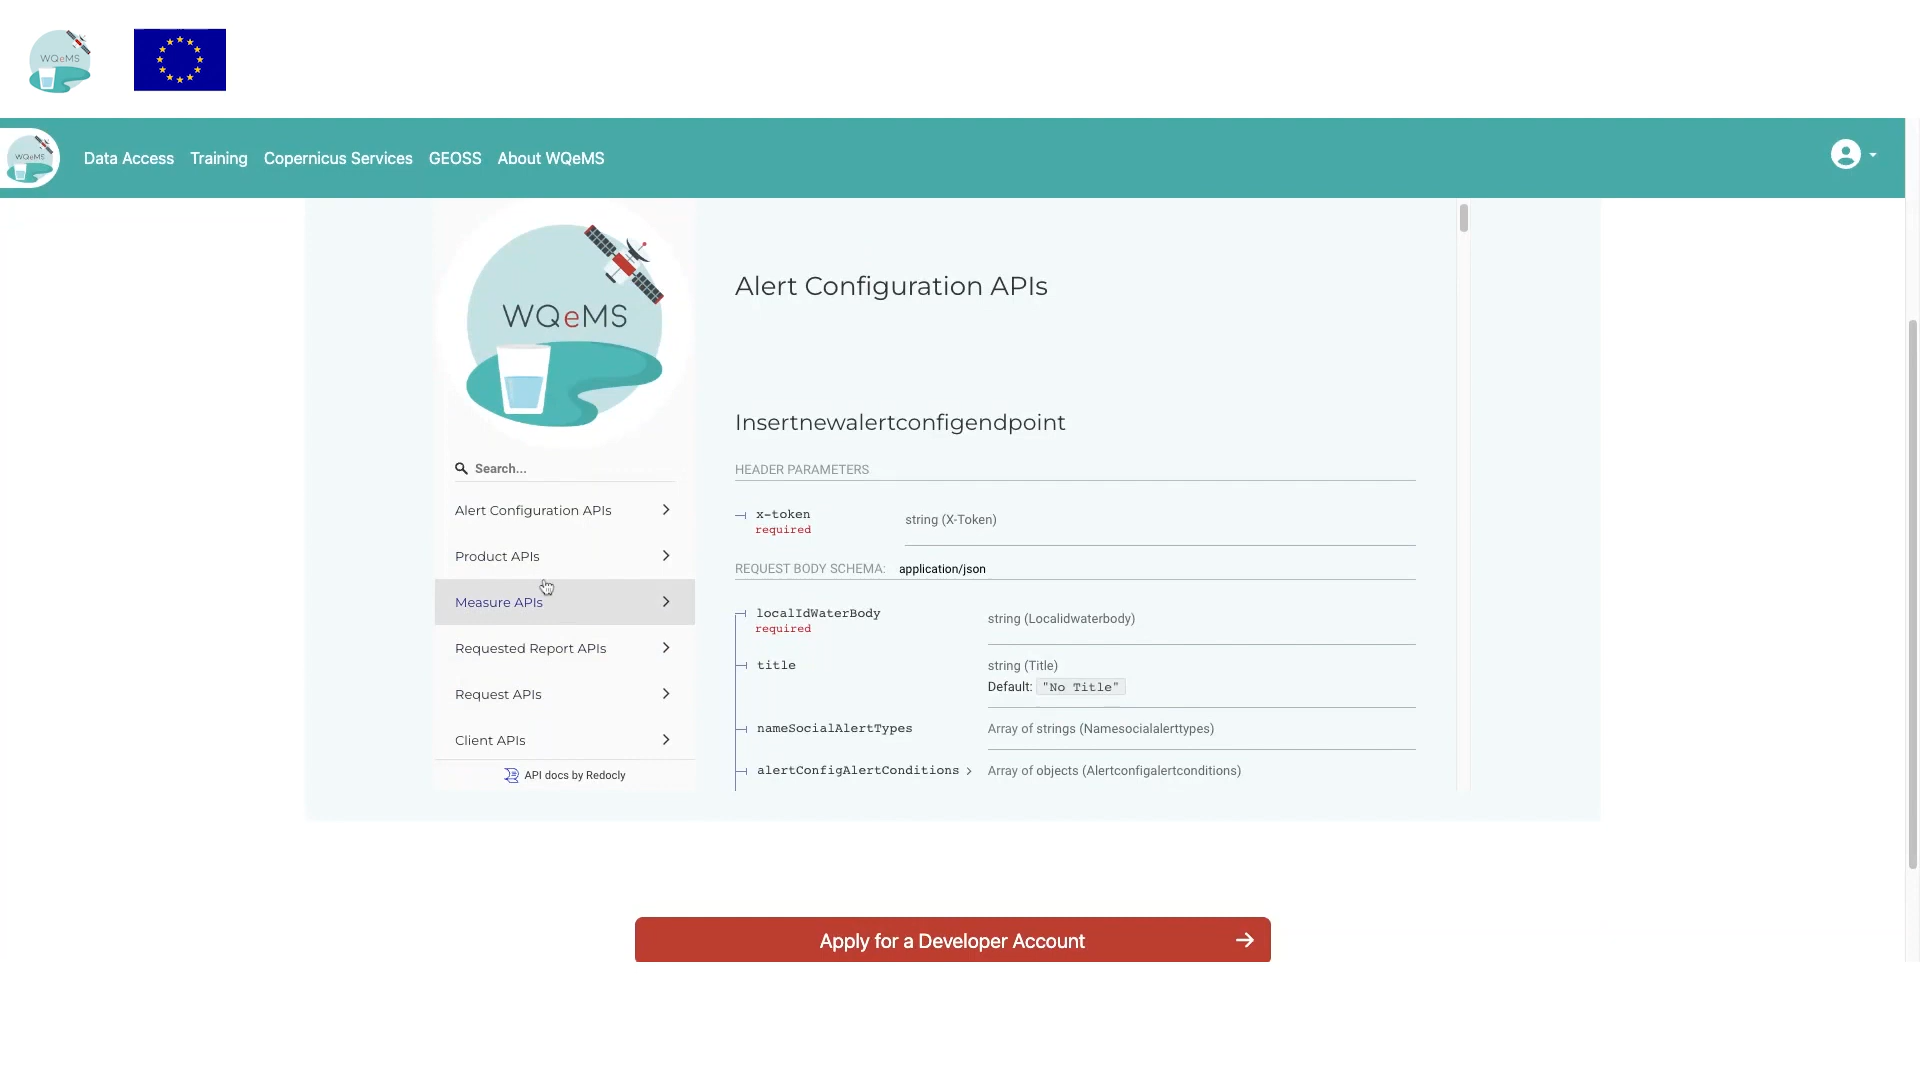 WQeMS
WQeMS
Data Access
Training
Copernicus Services
GEOSS
About WQeMS
WQeMS
Search...
Alert Configuration APIs
Product APIs
Measure APIs
Requested Report APIs
Request APIs
Client APIs
API docs by Redocly
Alert Configuration APIs
Insertnewalertconfigendpoint
HEADER PARAMETERS
x-token
required
string (X-Token)
REQUEST BODY SCHEMA: application/json
localIdWaterBody
required
string (Localidwaterbody)
title
string (Title)
Default: "No Title"
nameSocialAlertTypes
Array of strings (Namesocialalerttypes)
alertConfigAlertConditions
Array of objects (Alertconfigalertconditions)
Apply for a Developer Account